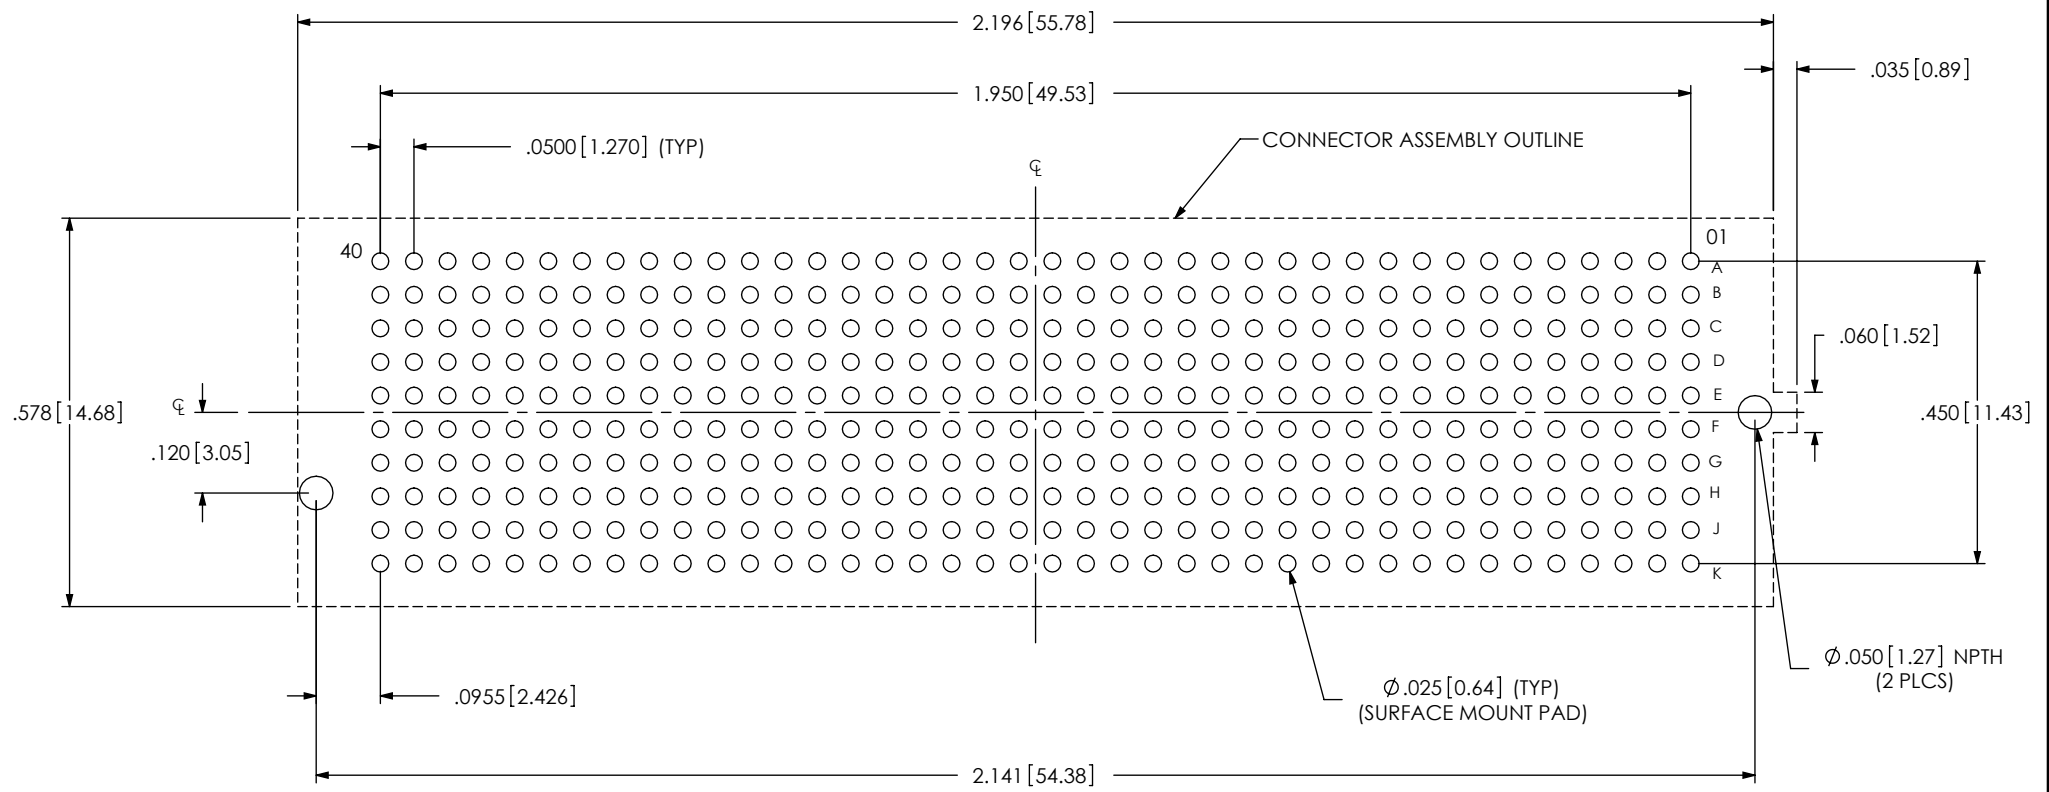 2.196[55.78]
.035[0.89]
1.950[49.53]
.0500[1.270] (TYP)
CONNECTOR ASSEMBLY OUTLINE
℄
40
01
A
B
C
D
.060[1.52]
E
℄
.578[14.68]
.450[11.43]
F
.120[3.05]
G
H
J
K
Ø.050[1.27] NPTH
(2 PLCS)
.0955[2.426]
Ø.025[0.64] (TYP)
(SURFACE MOUNT PAD)
2.141[54.38]